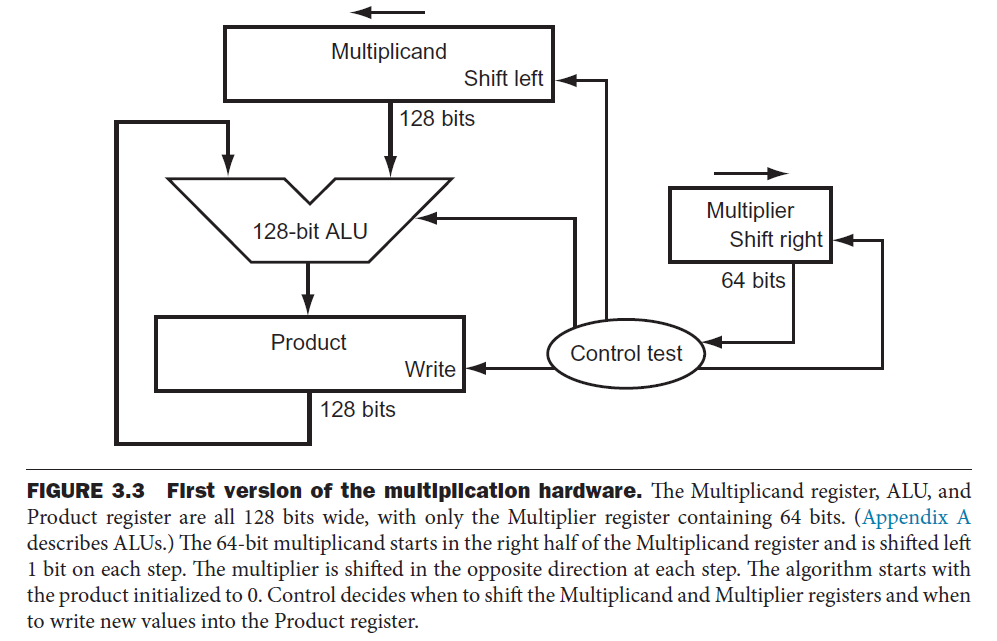 Multiplicand
Shift left
128 bits
128-bit ALU
Multiplier
Shift right
64 bits
Product
Write
Control test
128 bits
FIGURE 3.3 First version of the multiplication hardware. The Multiplicand register, ALU, and
Product register are all 128 bits wide, with only the Multiplier register containing 64 bits. (Appendix A
describes ALUs.) The 64-bit multiplicand starts in the right half of the Multiplicand register and is shifted left
1 bit on each step. The multiplier is shifted in the opposite direction at each step. The algorithm starts with
the product initialized to 0. Control decides when to shift the Multiplicand and Multiplier registers and when
to write new values into the Product register.